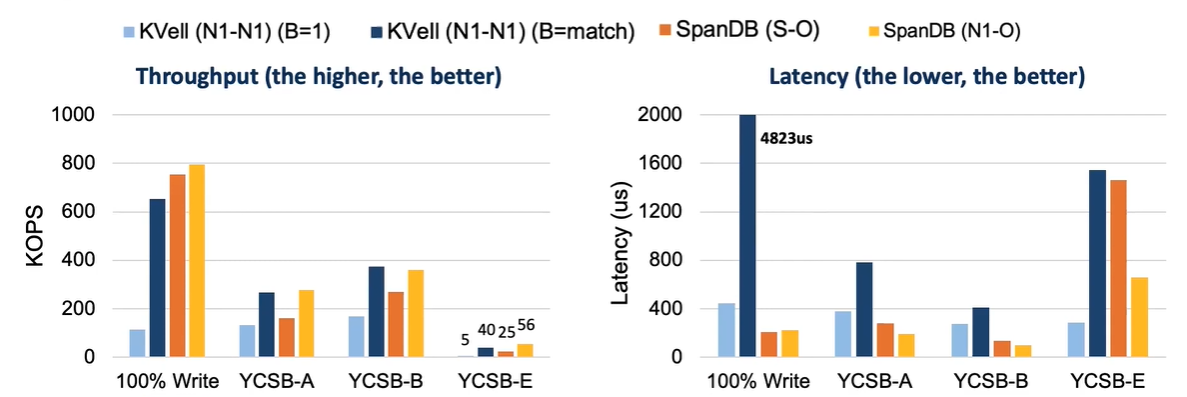 KVell (N1-N1) (B=1) KVell (N1-N1) (B=match) SpanDB (S-O) SpanDB (N1-O)
Throughput (the higher, the better)
KOPS
1000
800
600
400
200
0
5 40 25 56
100% Write YCSB-A YCSB-B YCSB-E
Latency (the lower, the better)
Latency (us)
2000
1600
1200
800
400
0
4823us
100% Write YCSB-A YCSB-B YCSB-E